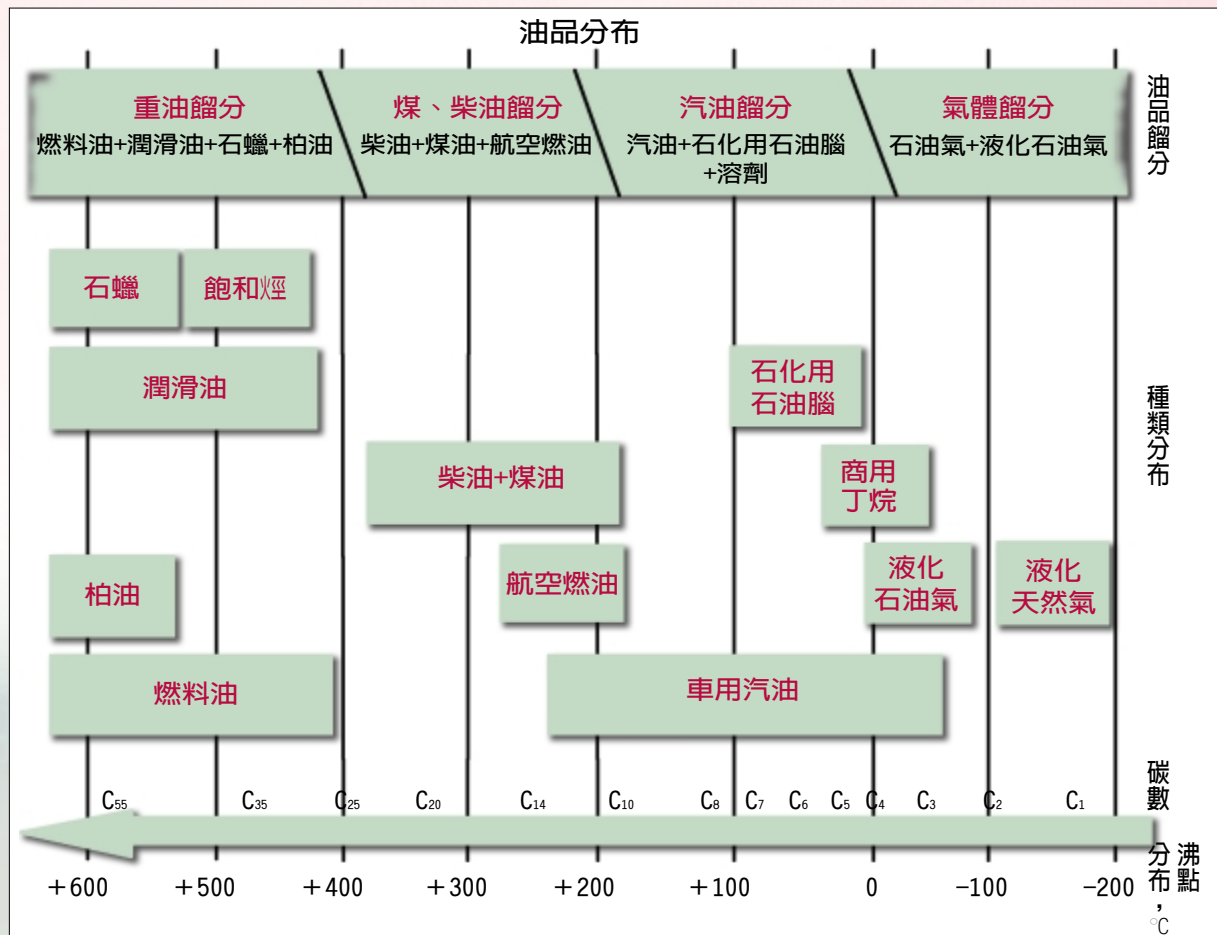 油品分布
重油餾分
燃料油+潤滑油+石蠟+柏油
煤、柴油餾分
柴油+煤油+航空燃油
汽油餾分
汽油+石化用石油腦
+溶劑
氣體餾分
石油氣+液化石油氣
油品餾分
石蠟
飽和烴
潤滑油
石化用
石油腦
柴油+煤油
商用
丁烷
種類分布
柏油
航空燃油
液化
石油氣
液化
天然氣
燃料油
車用汽油
C₅₅ C₃₅ C₂₅ C₂₀ C₁₄ C₁₀ C₈ C₇ C₆ C₅ C₄ C₃ C₂ C₁
碳數
+600 +500 +400 +300 +200 +100 0 −100 −200
沸點
分布，℃